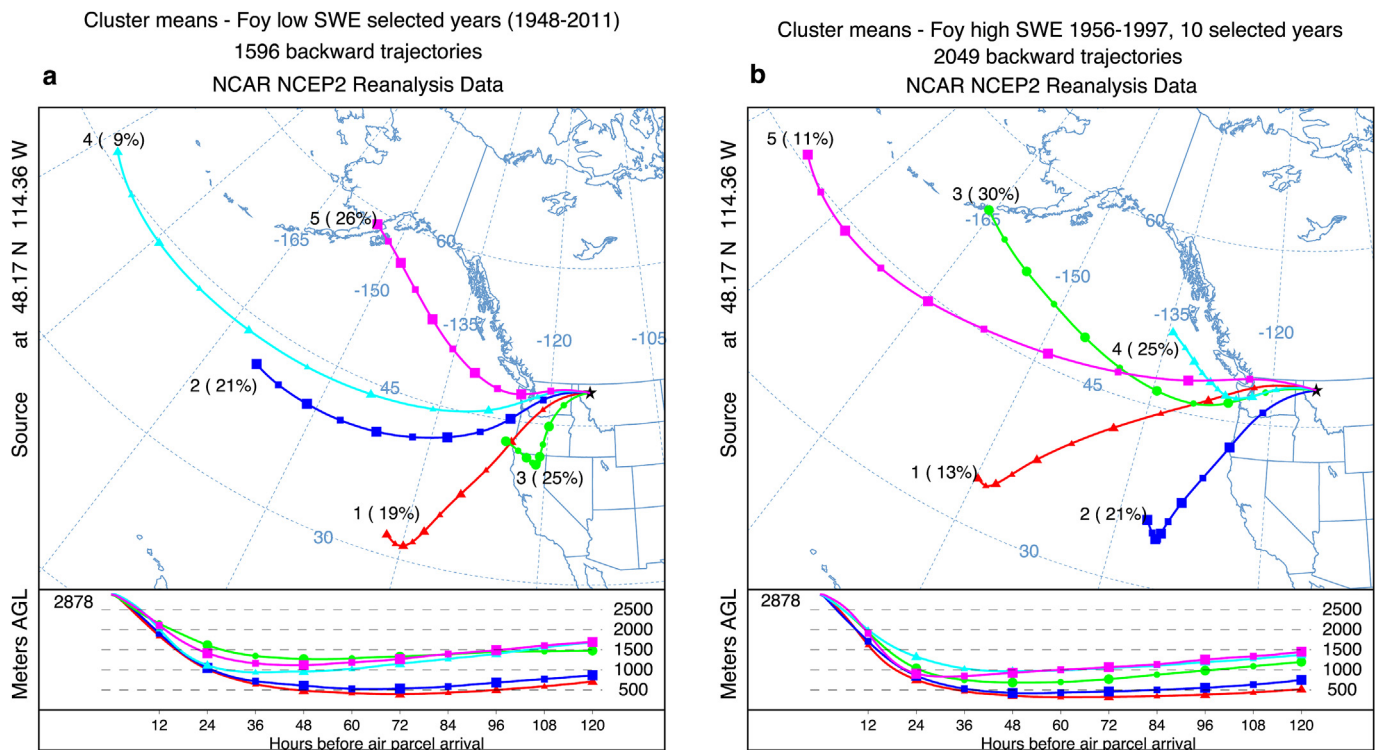 Cluster means - Foy low SWE selected years (1948-2011)
1596 backward trajectories
a
NCAR NCEP2 Reanalysis Data
Source at 48.17 N 114.36 W
4 ( 9%)
5 ( 26%)
-165
60
-150
-135
-120
-105
2 ( 21%)
45
3 ( 25%)
1 ( 19%)
30
Meters AGL
2878
2500
2000
1500
1000
500
12 24 36 48 60 72 84 96 108 120
Hours before air parcel arrival
Cluster means - Foy high SWE 1956-1997, 10 selected years
2049 backward trajectories
b
NCAR NCEP2 Reanalysis Data
Source at 48.17 N 114.36 W
5 ( 11%)
3 ( 30%)
-165
60
-150
-135
-120
4 ( 25%)
45
1 ( 13%)
2 ( 21%)
30
Meters AGL
2878
2500
2000
1500
1000
500
12 24 36 48 60 72 84 96 108 120
Hours before air parcel arrival